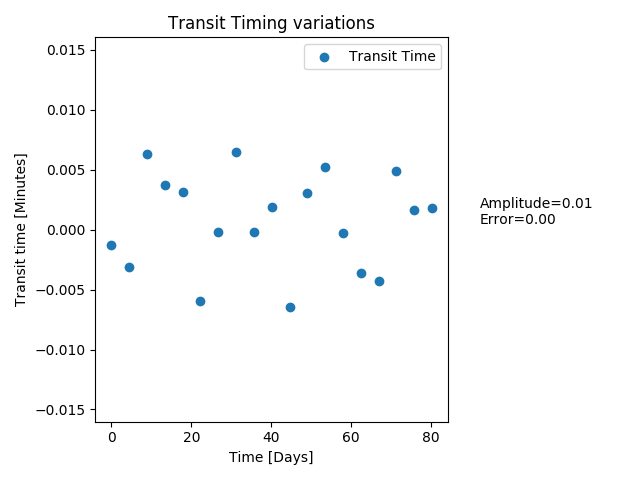 Transit Timing variations
Transit Time
0.015
0.010
0.005
0.000
−0.005
−0.010
−0.015
Transit time [Minutes]
Amplitude=0.01
Error=0.00
0 20 40 60 80
Time [Days]